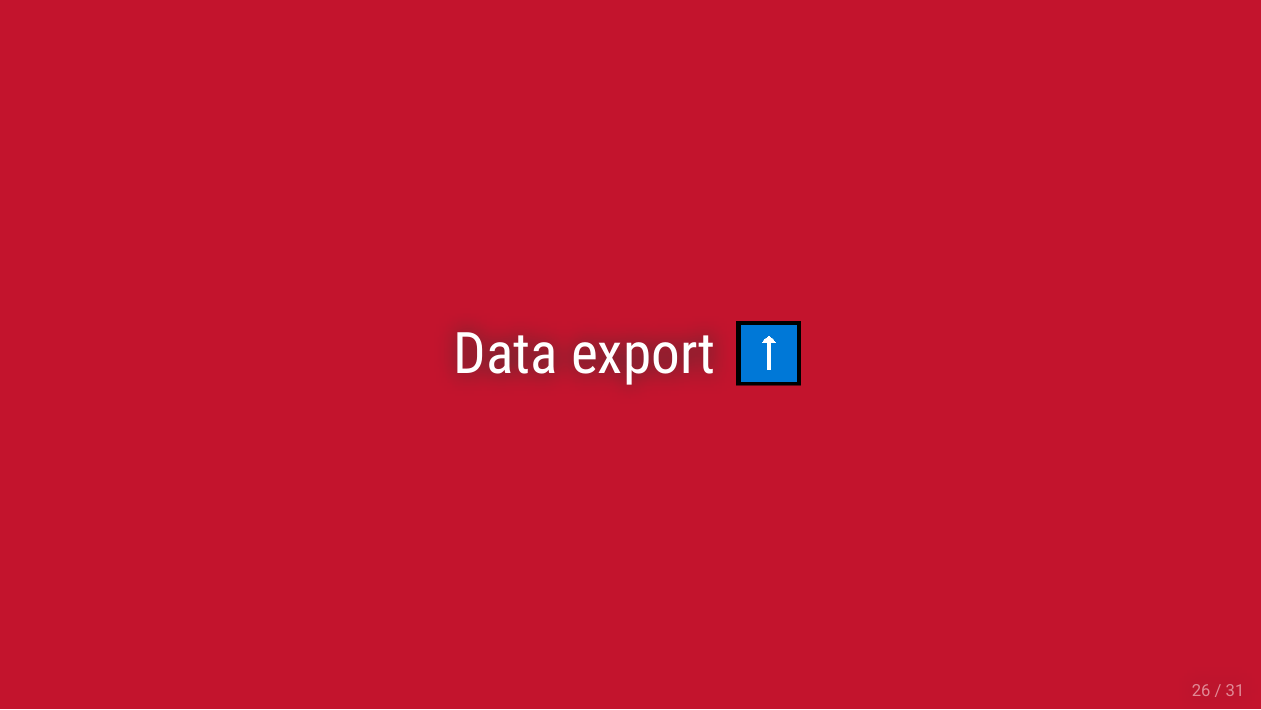 Data export ⬆
26 / 31